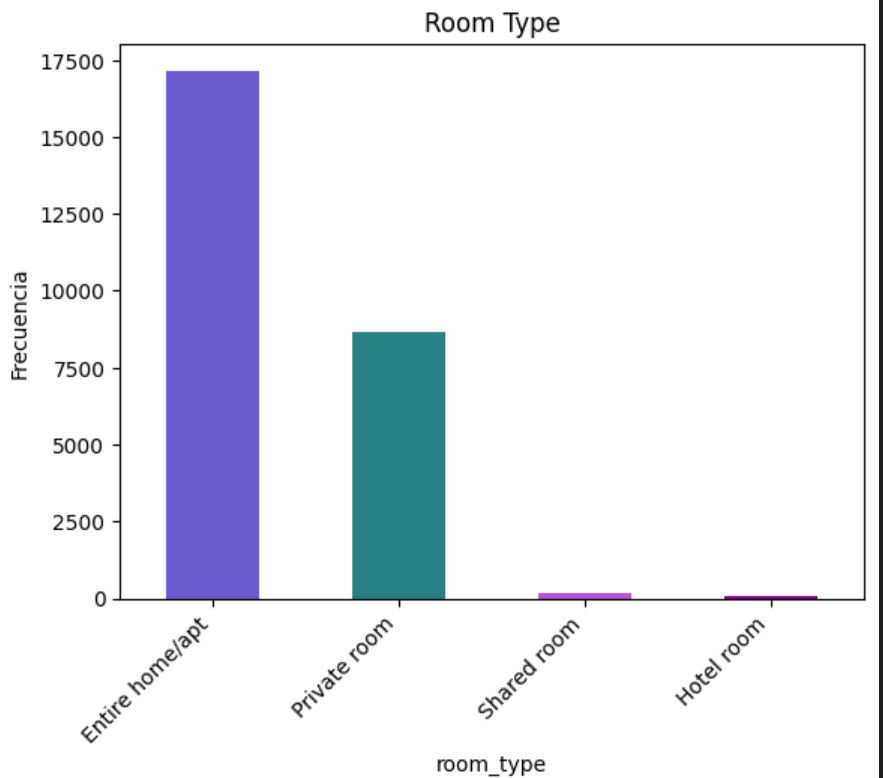 Room Type
17500
15000
12500
10000
7500
5000
2500
0
Frecuencia
Entire home/apt
Private room
Shared room
Hotel room
room_type